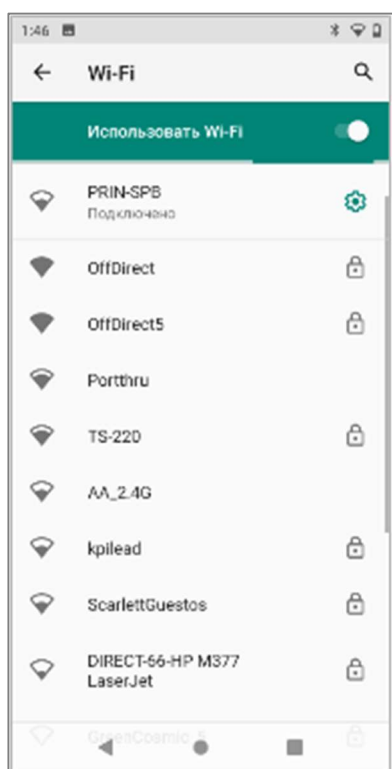 1:46
Wi-Fi
Использовать Wi-Fi
PRIN-SPB
Подключено
OffDirect
OffDirect5
Portthru
TS-220
AA_2.4G
kpilead
ScarlettGuestos
DIRECT-66-HP M377
LaserJet
GreenCosmic_5